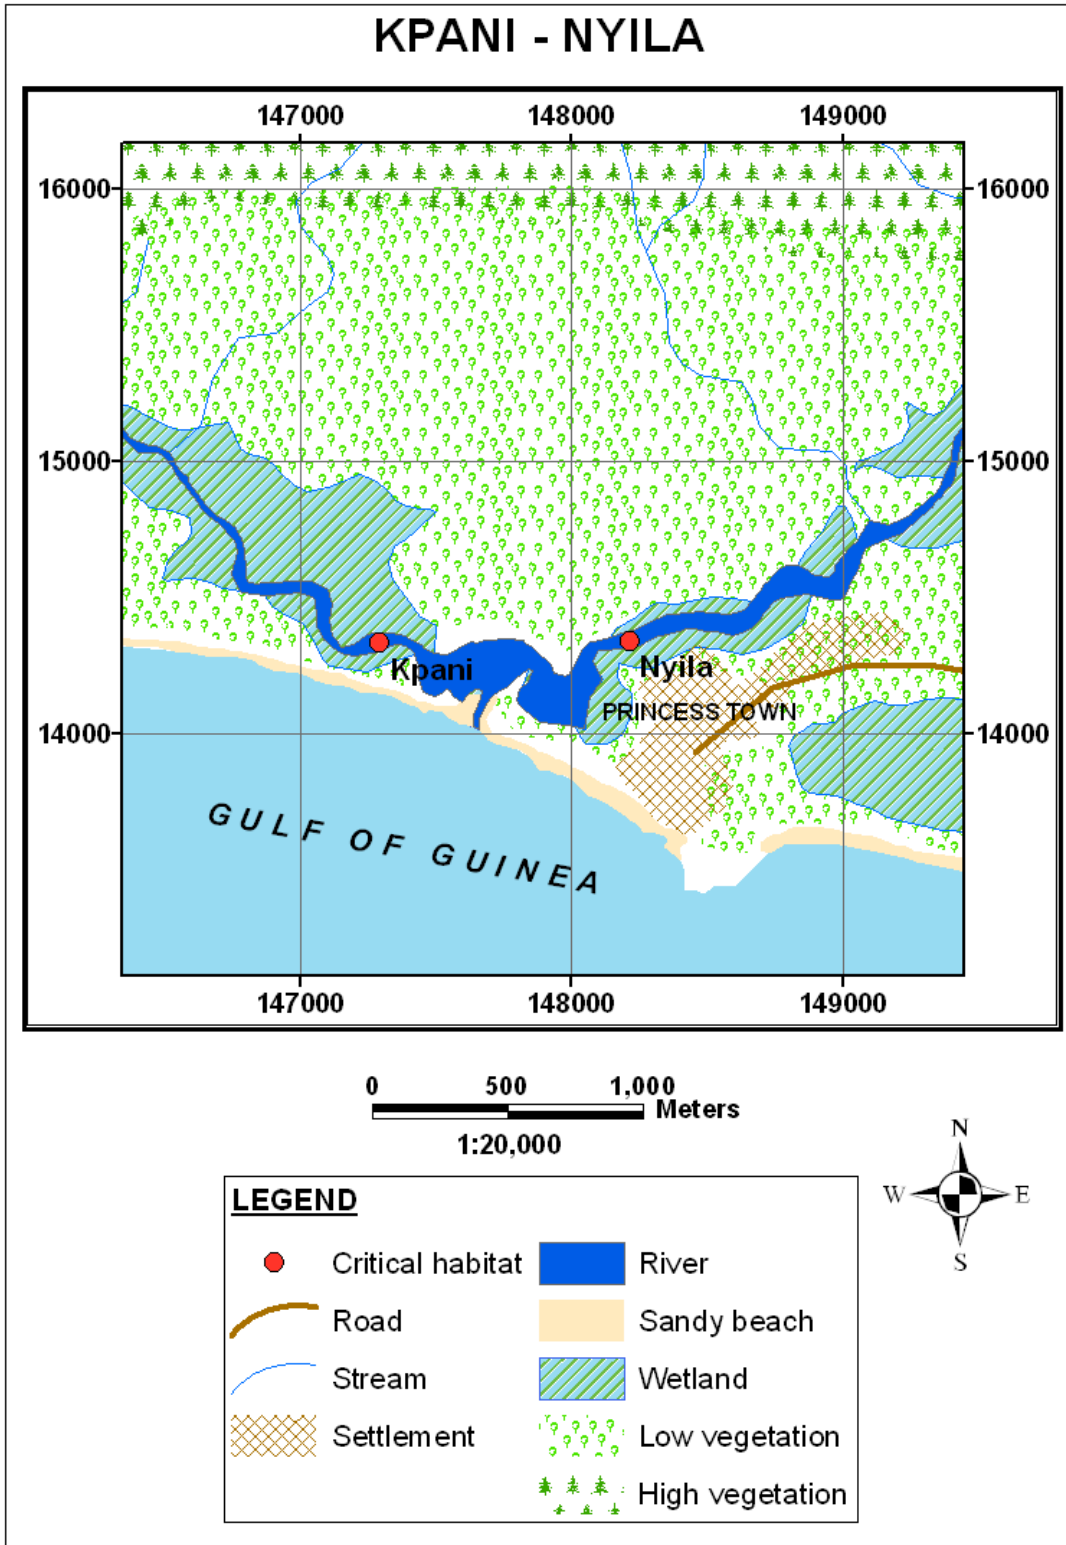 KPANI - NYILA
147000 148000 149000
16000 16000
15000 15000
Kpani Nyila
PRINCESS TOWN
14000 14000
GULF OF GUINEA
147000 148000 149000
0 500 1,000
Meters
1:20,000
N
W E
S
LEGEND
Critical habitat River
Road Sandy beach
Stream Wetland
Settlement Low vegetation
High vegetation